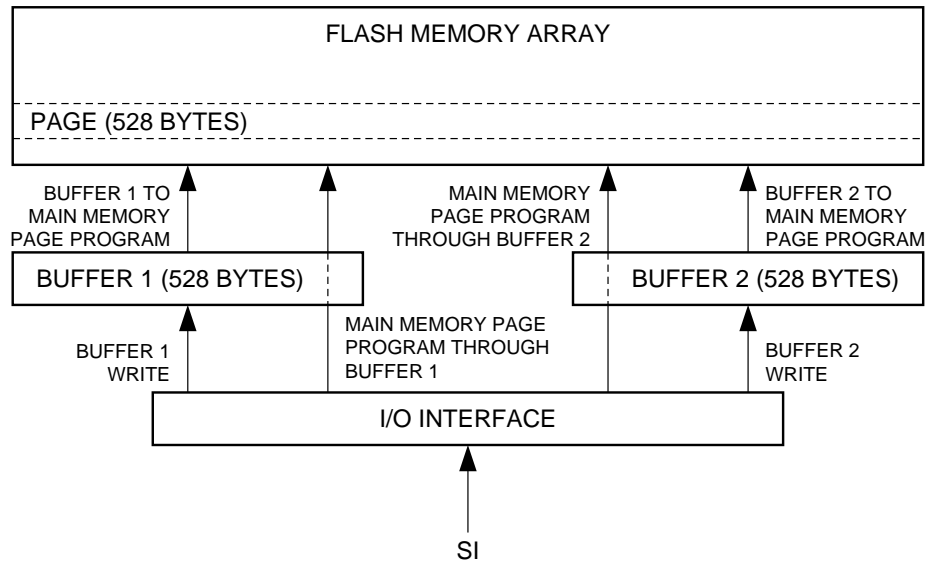 FLASH MEMORY ARRAY
PAGE (528 BYTES)
BUFFER 1 TO
MAIN MEMORY
PAGE PROGRAM
MAIN MEMORY
PAGE PROGRAM
THROUGH BUFFER 2
BUFFER 2 TO
MAIN MEMORY
PAGE PROGRAM
BUFFER 1 (528 BYTES)
BUFFER 2 (528 BYTES)
BUFFER 1
WRITE
MAIN MEMORY PAGE
PROGRAM THROUGH
BUFFER 1
BUFFER 2
WRITE
I/O INTERFACE
SI